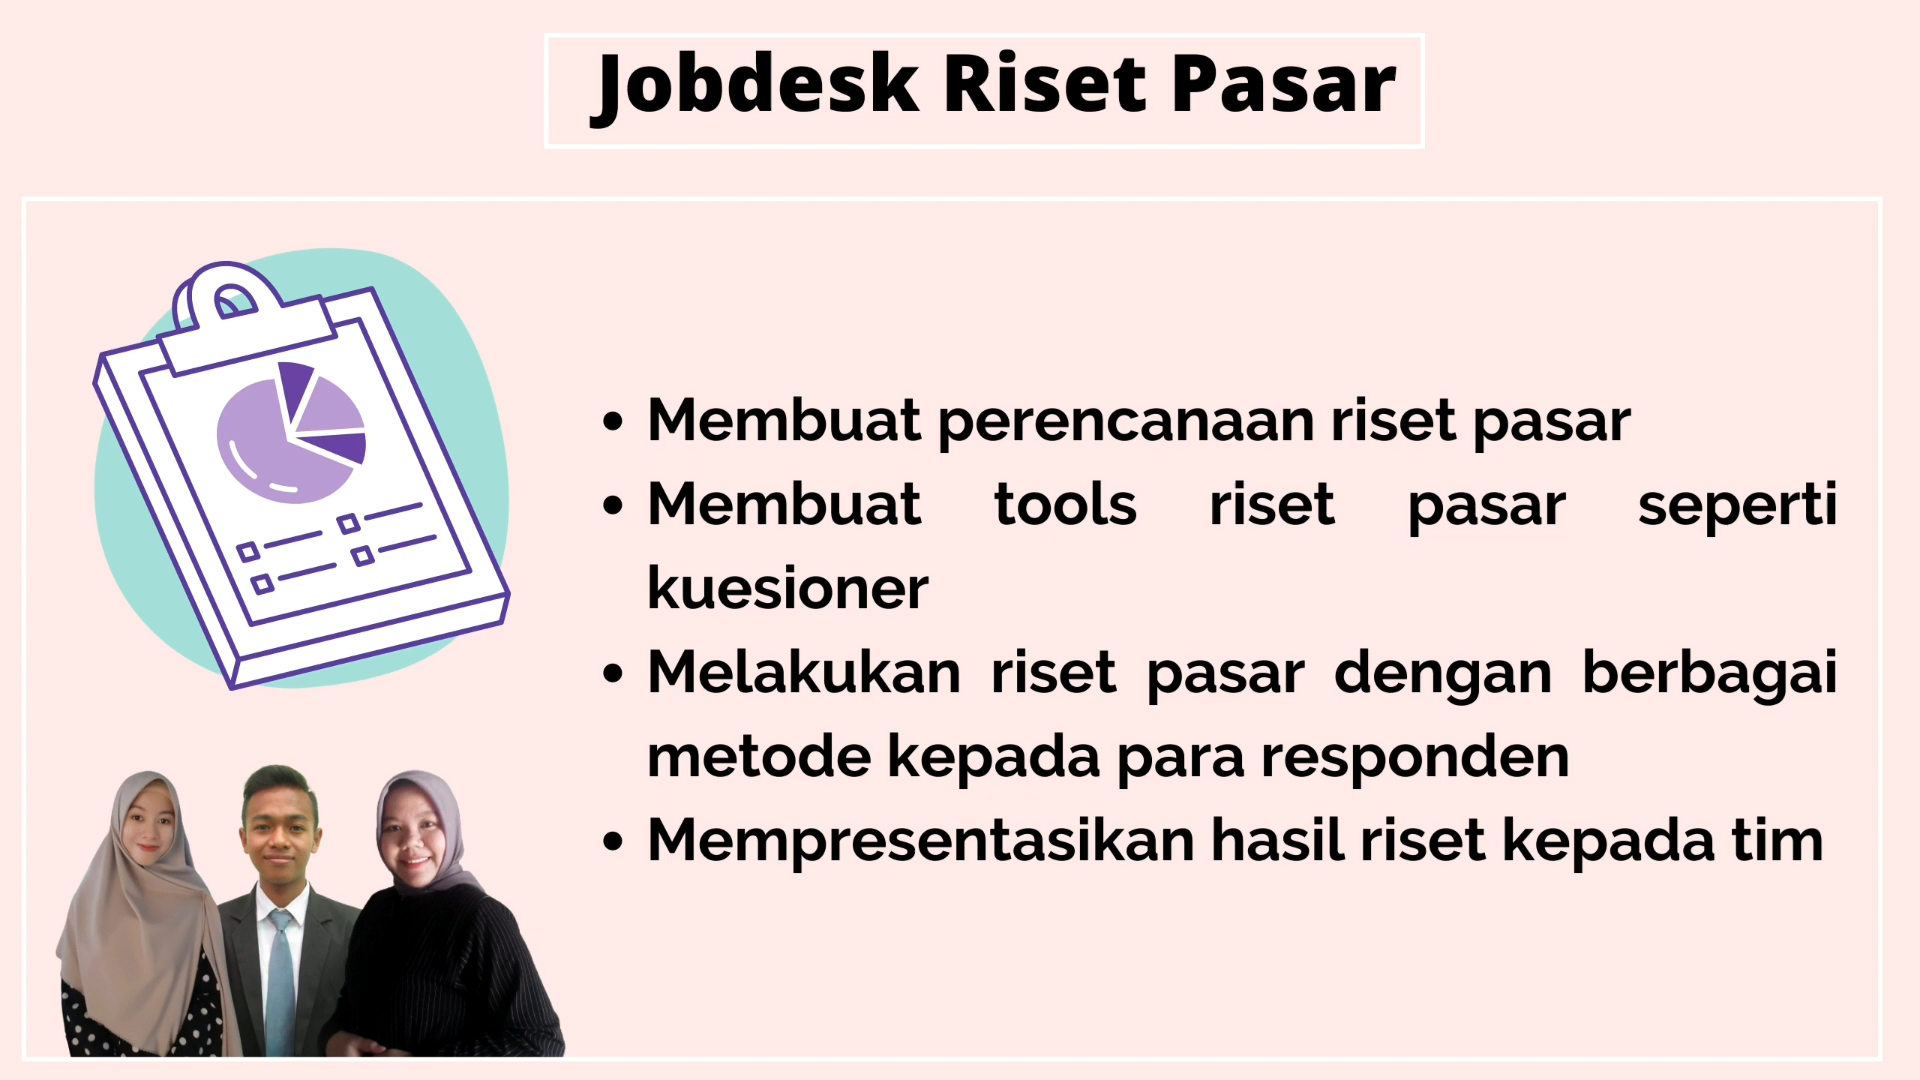 Jobdesk Riset Pasar
• Membuat perencanaan riset pasar
• Membuat tools riset pasar seperti
kuesioner
• Melakukan riset pasar dengan berbagai
metode kepada para responden
• Mempresentasikan hasil riset kepada tim